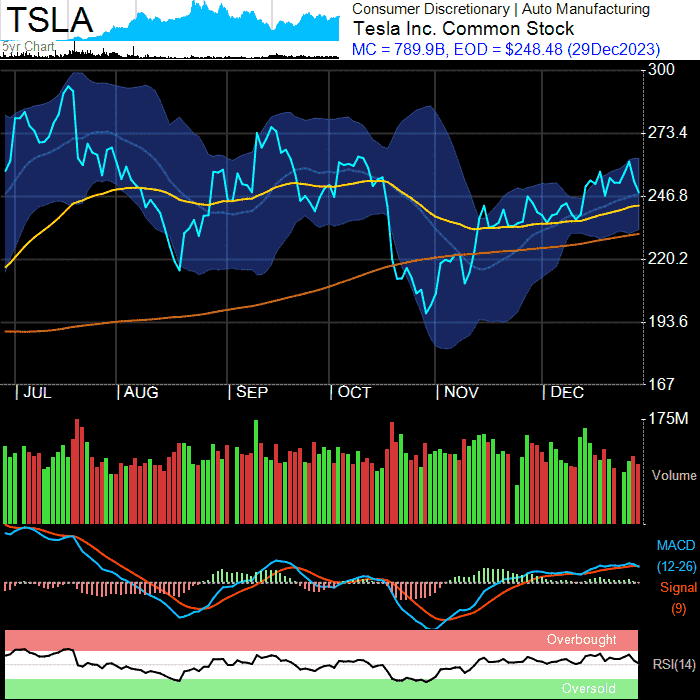 TSLA
5yr Chart
Consumer Discretionary | Auto Manufacturing
Tesla Inc. Common Stock
MC = 789.9B, EOD = $248.48 (29Dec2023)
300
273.4
246.8
220.2
193.6
167
| JUL | AUG | SEP | OCT | NOV | DEC
175M
Volume
MACD
(12-26)
Signal
(9)
Overbought
RSI(14)
Oversold